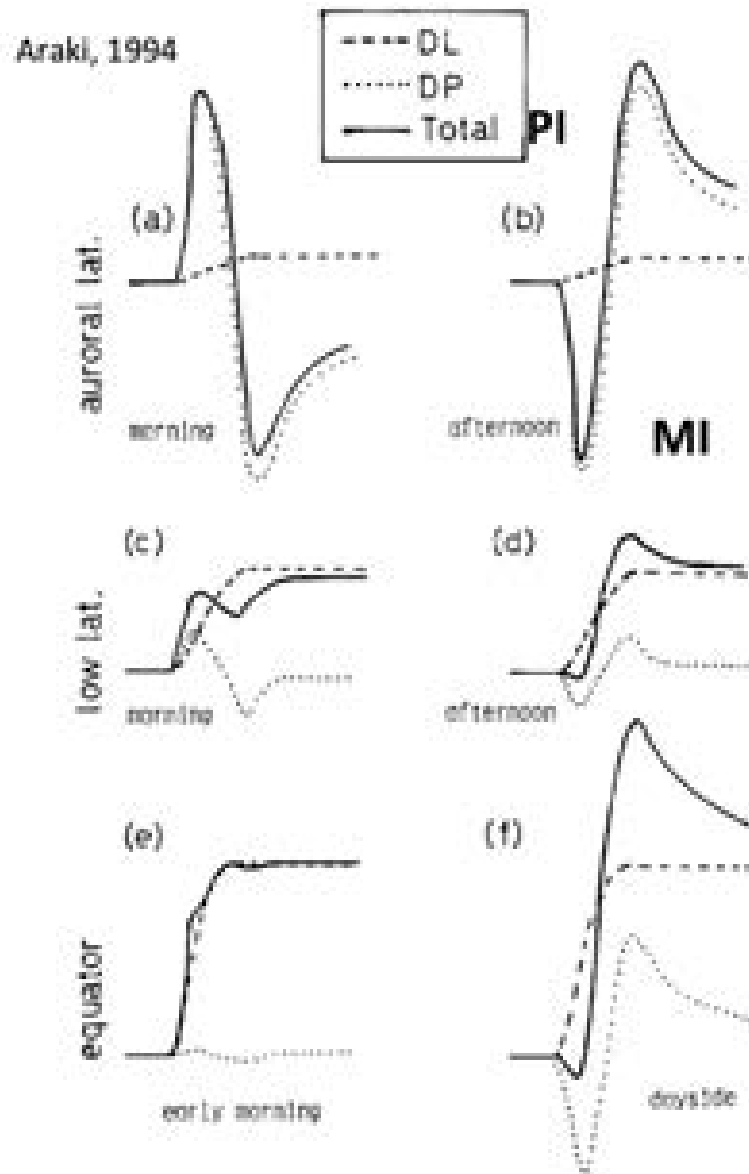 Araki, 1994
DL
DP
Total
PI
(a)
(b)
auroral lat.
morning
afternoon
MI
(c)
(d)
low lat.
morning
afternoon
(e)
(f)
equator
early morning
dayside